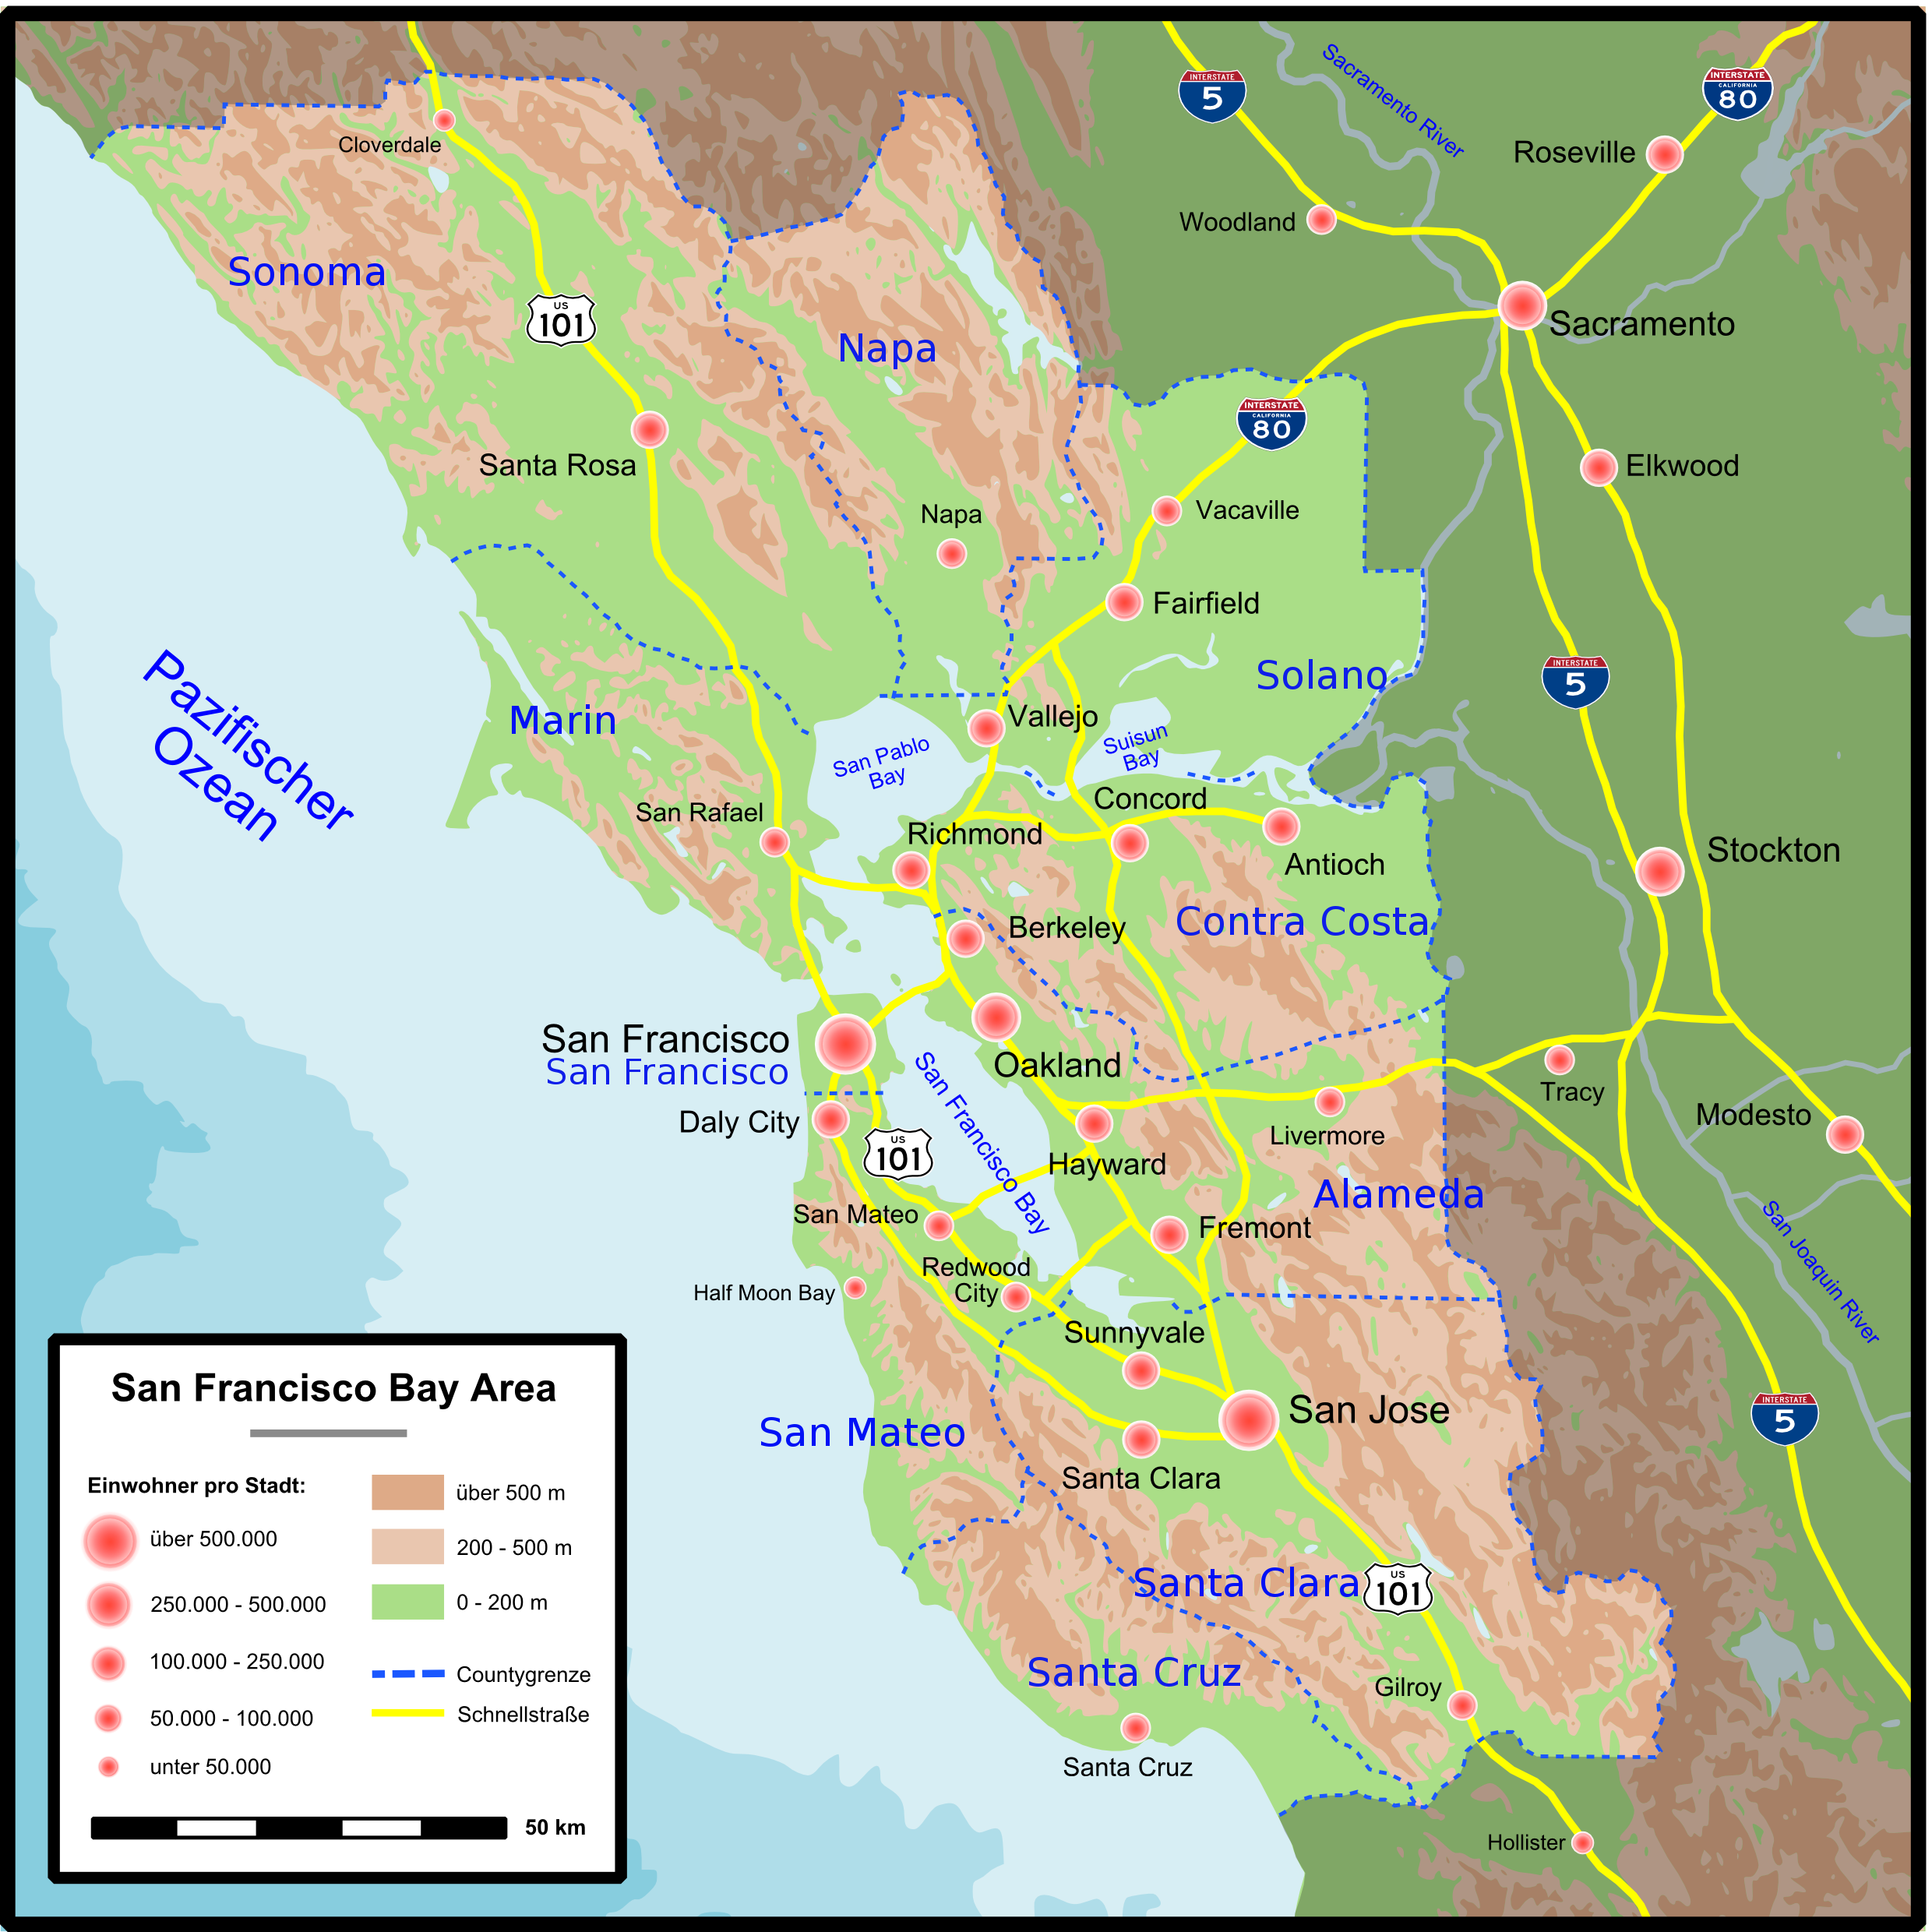 INTERSTATE
5
Sacramento River
INTERSTATE
CALIFORNIA
80
Cloverdale
Roseville
Woodland
Sonoma
US
101
Sacramento
Napa
INTERSTATE
CALIFORNIA
80
Santa Rosa
Elkwood
Napa
Vacaville
Fairfield
Solano
INTERSTATE
5
Pazifischer
Ozean
Marin
Vallejo
San Pablo
Bay
Suisun
Bay
Concord
San Rafael
Richmond
Antioch
Stockton
Contra Costa
Berkeley
San Francisco
San Francisco
Oakland
San Francisco Bay
Tracy
Daly City
Modesto
US
101
Livermore
Hayward
Alameda
San Mateo
Fremont
San Joaquin River
Redwood
City
Half Moon Bay
Sunnyvale
San Jose
INTERSTATE
5
San Mateo
Santa Clara
Santa Clara
US
101
Santa Cruz
Gilroy
Santa Cruz
Hollister
San Francisco Bay Area
Einwohner pro Stadt:
über 500.000
250.000 - 500.000
100.000 - 250.000
50.000 - 100.000
unter 50.000
über 500 m
200 - 500 m
0 - 200 m
Countygrenze
Schnellstraße
50 km